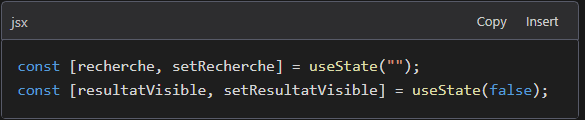 jsx
Copy Insert
const [recherche, setRecherche] = useState("");
const [resultatVisible, setResultatVisible] = useState(false);